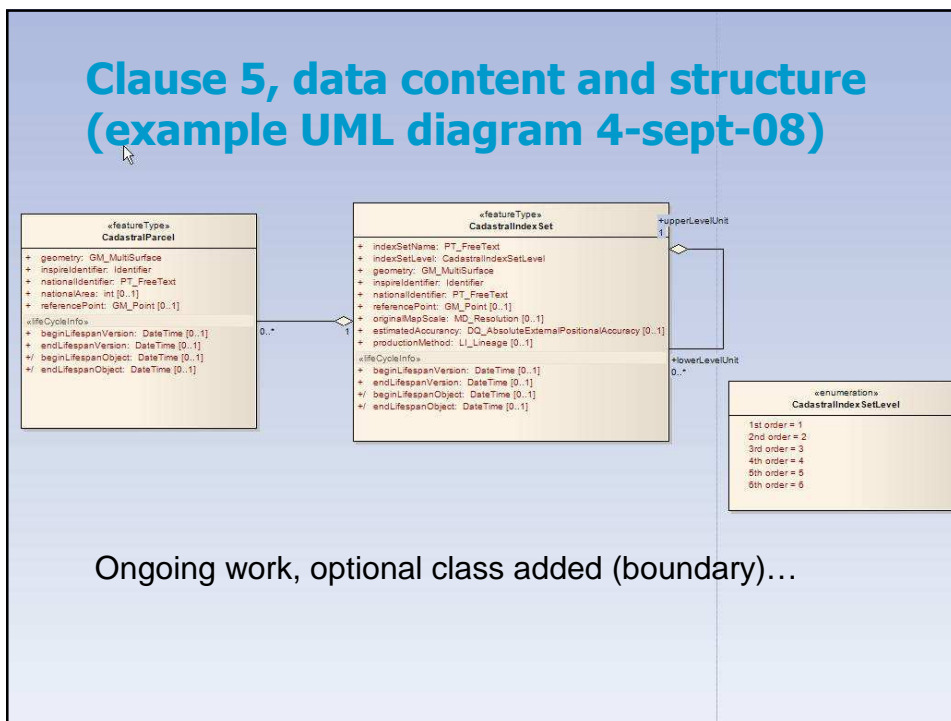 Clause 5, data content and structure
(example UML diagram 4-sept-08)
«featureType»
CadastralParcel
+ geometry: GM_MultiSurface
+ inspireIdentifier: Identifier
+ nationalIdentifier: PT_FreeText
+ nationalArea: int [0..1]
+ referencePoint: GM_Point [0..1]
«lifeCycleInfo»
+ beginLifespanVersion: DateTime [0..1]
+ endLifespanVersion: DateTime [0..1]
+/ beginLifespanObject: DateTime [0..1]
+/ endLifespanObject: DateTime [0..1]
0..*
1
«featureType»
CadastralIndexSet
+ indexSetName: PT_FreeText
+ indexSetLevel: CadastralIndexSetLevel
+ geometry: GM_MultiSurface
+ inspireIdentifier: Identifier
+ nationalIdentifier: PT_FreeText
+ referencePoint: GM_Point [0..1]
+ originalMapScale: MD_Resolution [0..1]
+ estimatedAccurancy: DQ_AbsoluteExternalPositionalAccuracy [0..1]
+ productionMethod: LI_Lineage [0..1]
«lifeCycleInfo»
+ beginLifespanVersion: DateTime [0..1]
+ endLifespanVersion: DateTime [0..1]
+/ beginLifespanObject: DateTime [0..1]
+/ endLifespanObject: DateTime [0..1]
+upperLevelUnit
1
+lowerLevelUnit
0..*
«enumeration»
CadastralIndexSetLevel
1st order = 1
2nd order = 2
3rd order = 3
4th order = 4
5th order = 5
6th order = 6
Ongoing work, optional class added (boundary)…